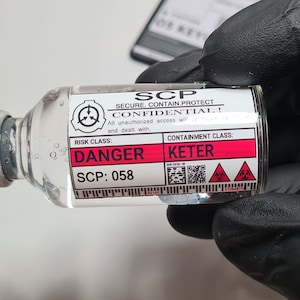 SCP
SECURE. CONTAIN. PROTECT
CONFIDENTIAL!
All unauthorized access will
and dealt with.
RISK CLASS:
DANGER
CONTAINMENT CLASS:
KETER
SCP: 058